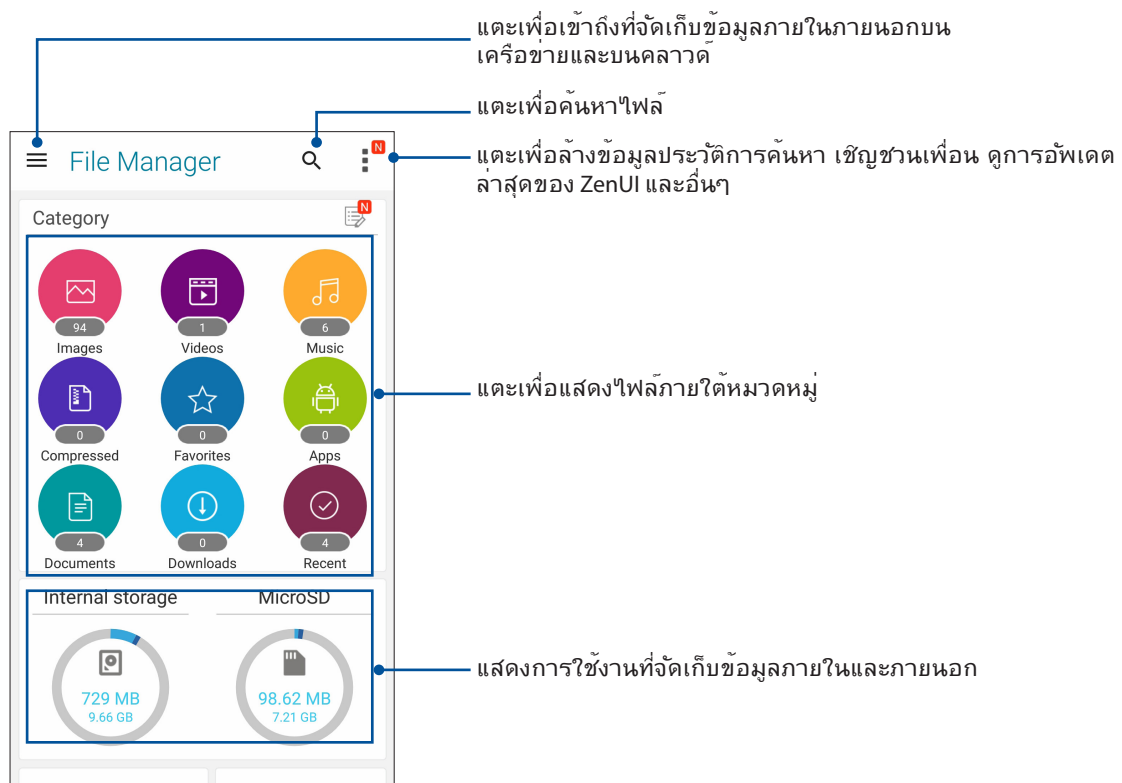 แตะเพื่อเข้าถึงที่จัดเก็บข้อมูลภายในภายนอกบน
เครือข่ายและบนคลาวด์
แตะเพื่อค้นหาไฟล์
แตะเพื่อล้างข้อมูลประวัติการค้นหา เชิญชวนเพื่อน ดูการอัพเดต
ล่าสุดของ ZenUI และอื่นๆ
File Manager
N
Category
N
94
1
6
Images
Videos
Music
แตะเพื่อแสดงไฟล์ภายใต้หมวดหมู่
0
0
0
Compressed
Favorites
Apps
4
0
4
Documents
Downloads
Recent
Internal storage
MicroSD
แสดงการใช้งานที่จัดเก็บข้อมูลภายในและภายนอก
729 MB
98.62 MB
9.66 GB
7.21 GB